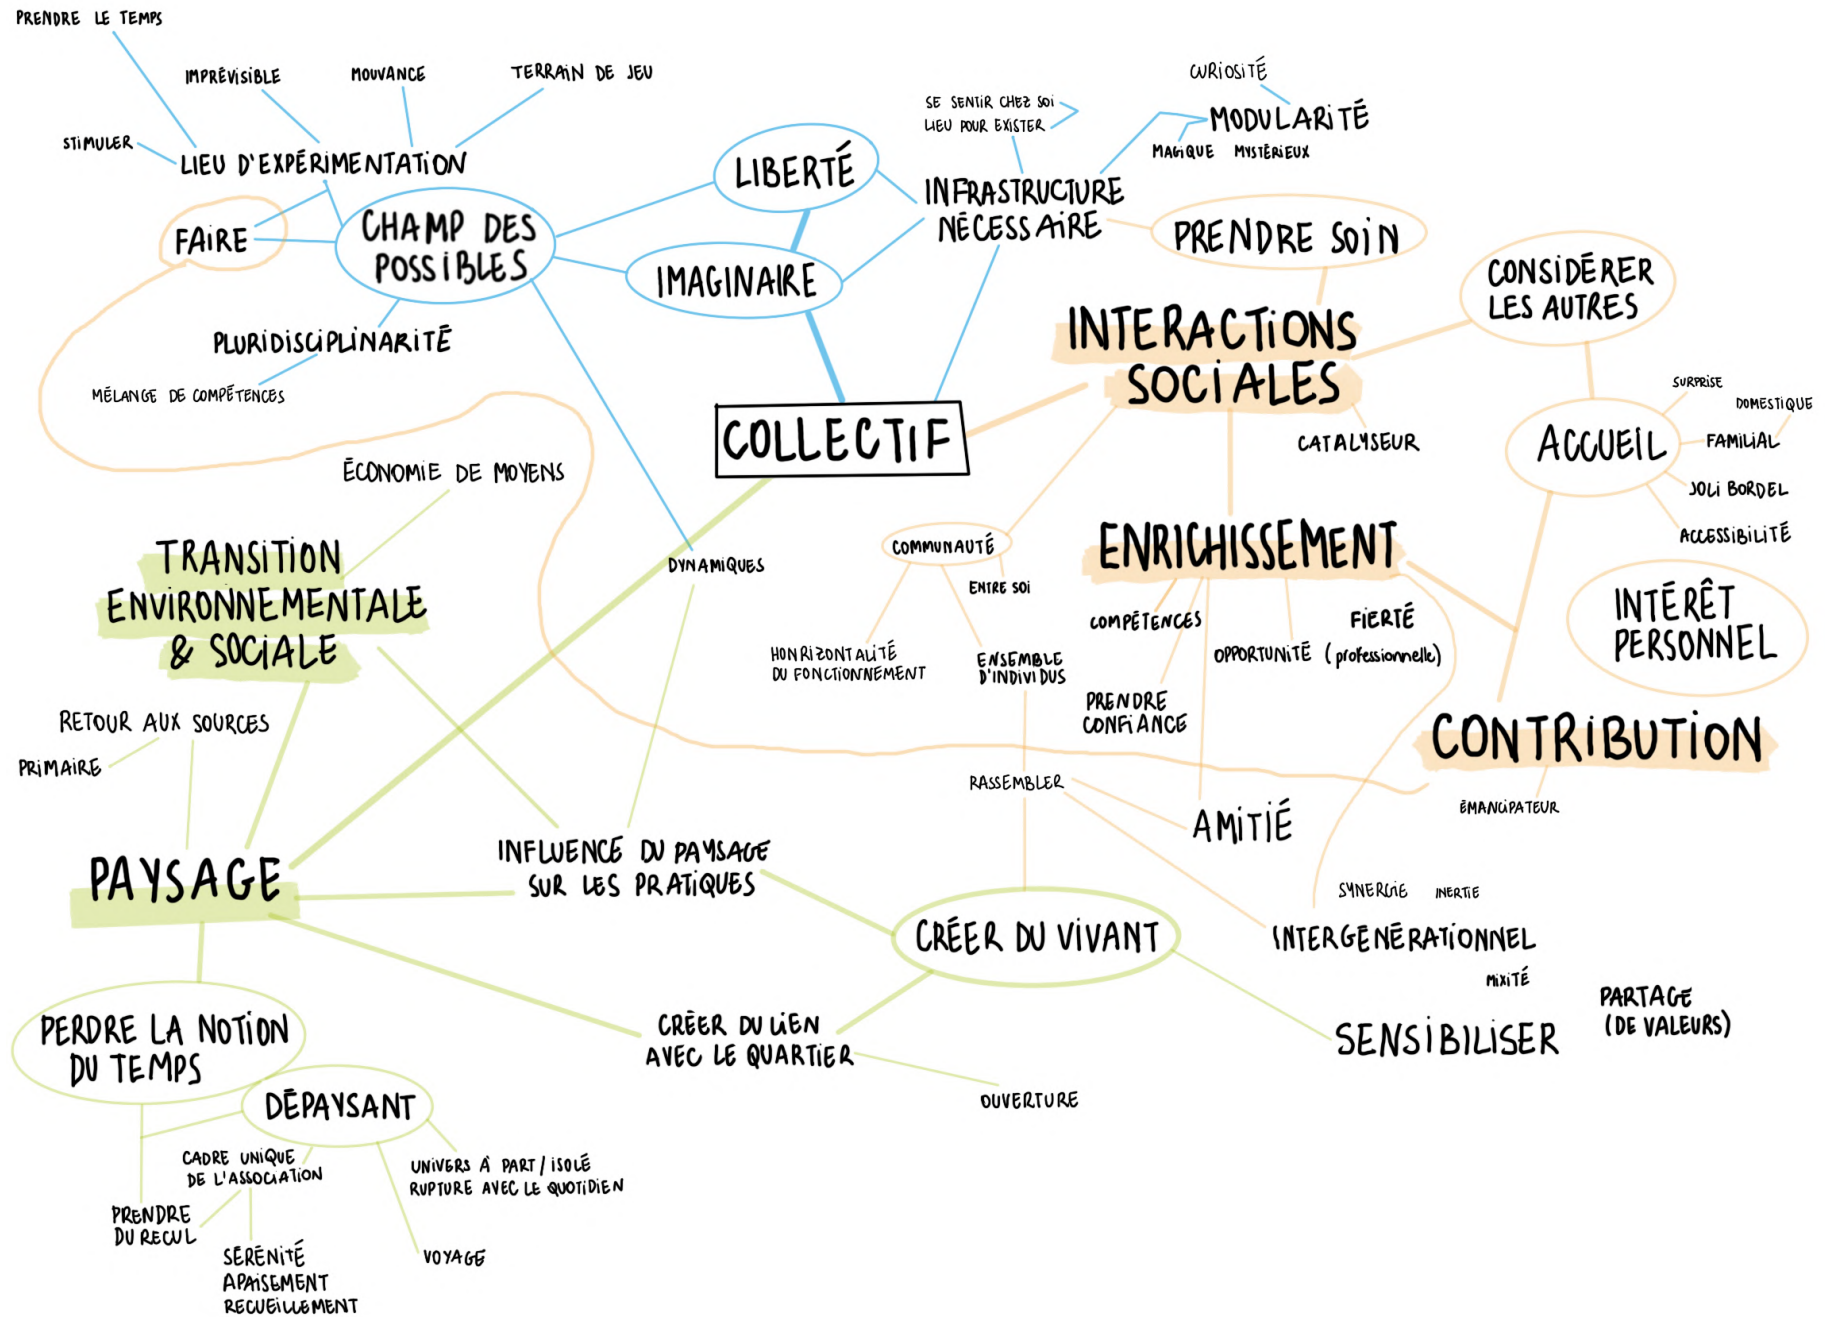 PRENDRE LE TEMPS
IMPRÉVISIBLE
MOUVANCE
TERRAIN DE JEU
STIMULER
LIEU D'EXPÉRIMENTATION
FAIRE
CHAMP DES
POSSIBLES
PLURIDISCIPLINARITÉ
MÉLANGE DE COMPÉTENCES
LIBERTÉ
IMAGINAIRE
SE SENTIR CHEZ SOI
LIEU POUR EXISTER
INFRASTRUCTURE
NÉCESSAIRE
CURIOSITÉ
MODULARITÉ
MAGIQUE MYSTÉRIEUX
PRENDRE SOIN
CONSIDÉRER
LES AUTRES
INTERACTIONS
SOCIALES
COLLECTIF
CATALYSEUR
ACCUEIL
SURPRISE
DOMESTIQUE
FAMILIAL
JOLI BORDEL
ACCESSIBILITÉ
ÉCONOMIE DE MOYENS
TRANSITION
ENVIRONNEMENTALE
& SOCIALE
DYNAMIQUES
COMMUNAUTÉ
ENTRE SOI
HONRIZONTALITÉ
DU FONCTIONNEMENT
ENSEMBLE
D'INDIVIDUS
ENRICHISSEMENT
COMPÉTENCES
OPPORTUNITÉ (professionnelle)
FIERTÉ
PRENDRE
CONFIANCE
INTÉRÊT
PERSONNEL
CONTRIBUTION
ÉMANCIPATEUR
RETOUR AUX SOURCES
PRIMAIRE
RASSEMBLER
AMITIÉ
PAYSAGE
INFLUENCE DU PAYSAGE
SUR LES PRATIQUES
CRÉER DU VIVANT
SYNERGIE INERTIE
INTERGÉNÉRATIONNEL
MIXITÉ
PARTAGE
(DE VALEURS)
SENSIBILISER
PERDRE LA NOTION
DU TEMPS
CRÉER DU LIEN
AVEC LE QUARTIER
OUVERTURE
DÉPAYSANT
CADRE UNIQUE
DE L'ASSOCIATION
UNIVERS À PART / ISOLÉ
RUPTURE AVEC LE QUOTIDIEN
PRENDRE
DU RECUL
SÉRÉNITÉ
APAISEMENT
RECUEILLEMENT
VOYAGE